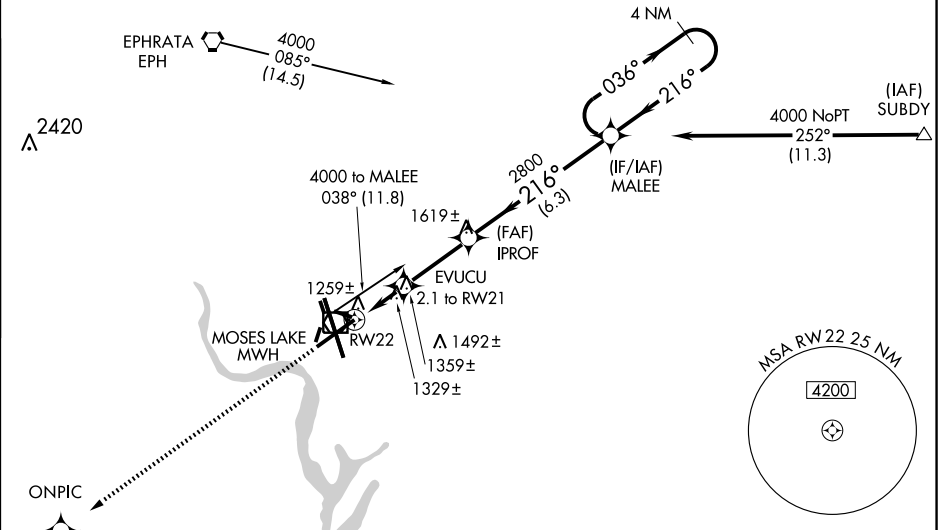 4 NM
EPHRATA
EPH
4000
085°
(14.5)
036°
216°
(IAF)
SUBDY
4000 NoPT
252°
(11.3)
2420
(IF/IAF)
MALEE
4000 to MALEE
038° (11.8)
2800
216°
(6.3)
1619±
(FAF)
IPROF
EVUCU
2.1 to RW21
1259±
MOSES LAKE
MWH
RW22
1492±
1359±
1329±
MSA RW22 25 NM
4200
ONPIC